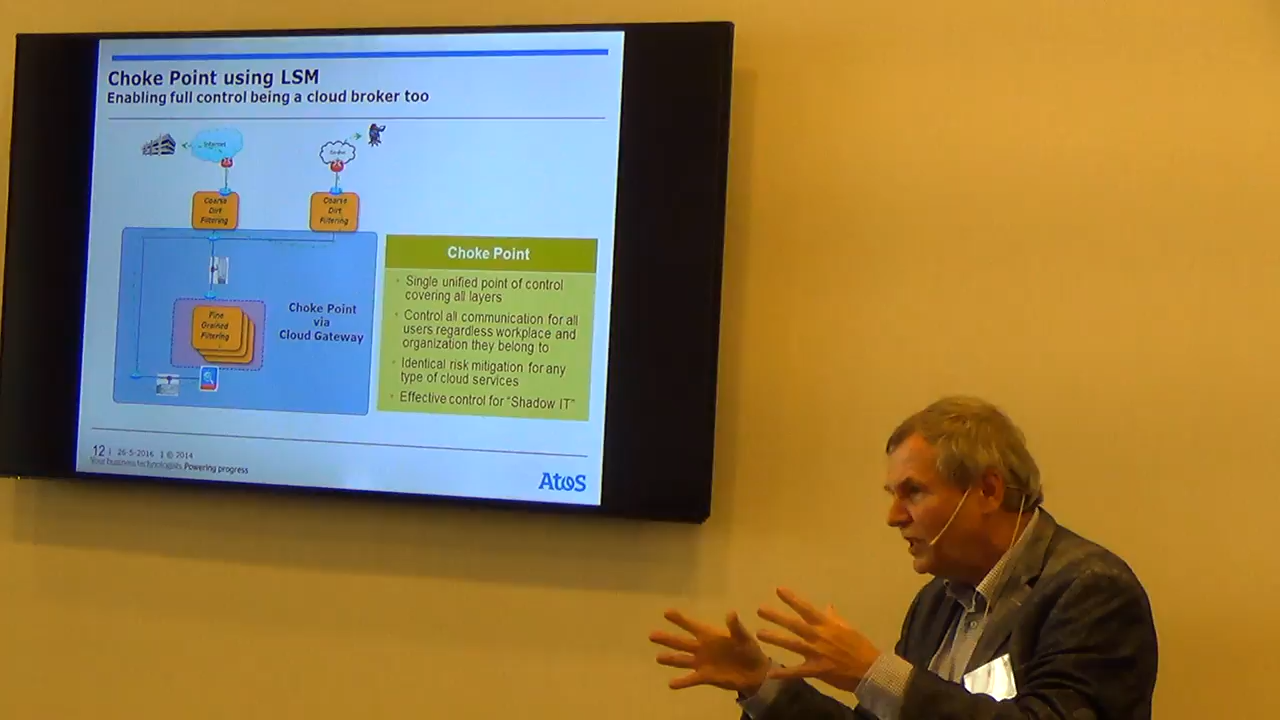 Choke Point using LSM
Enabling full control being a cloud broker too
Internet
Coarse
Dirt
Filtering
Coarse
Dirt
Filtering
Fine
Grained
Filtering
Choke Point
via
Cloud Gateway
Choke Point
• Single unified point of control
covering all layers
• Control all communication for all
users regardless workplace and
organization they belong to
• Identical risk mitigation for any
type of cloud services
• Effective control for "Shadow IT"
12 | 26-5-2016 | © 2014
Your business technologists. Powering progress
Atos